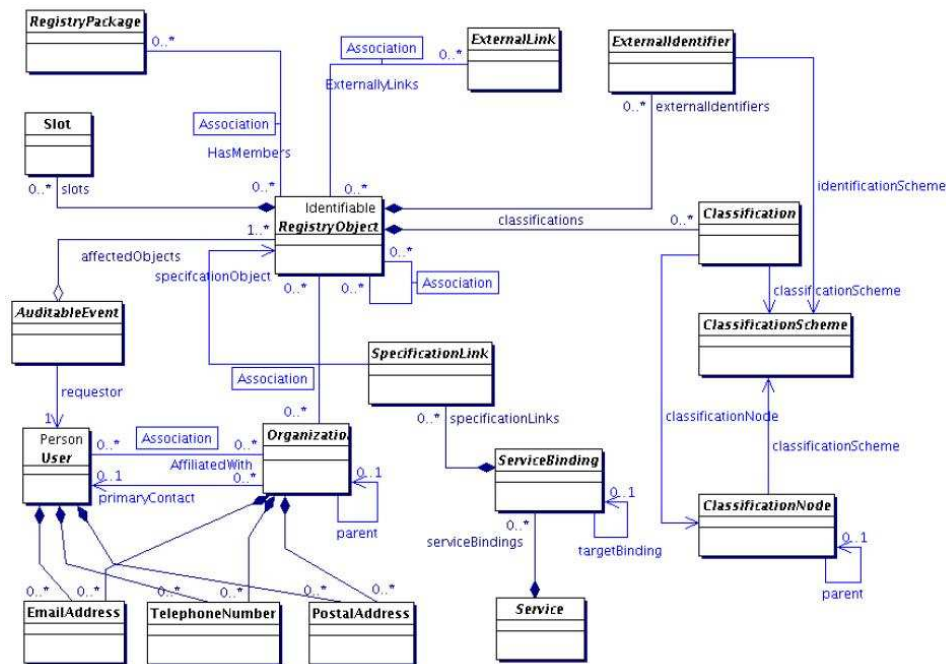 RegistryPackage
0..*
Association
ExternalLink
0..*
ExternallyLinks
ExternalIdentifier
0..*
externalIdentifiers
Slot
Association
HasMembers
0..*
slots
0..*
0..*
identificationScheme
Identifiable
RegistryObject
classifications
0..*
Classification
1..*
affectedObjects
specifcationObject
0..*
0..*
0..*
Association
classificationScheme
AuditableEvent
ClassificationScheme
SpecificationLink
Association
requestor
0..*
0..*
specificationLinks
classificationNode
1
Person
User
0..*
Association
0..*
Organization
AffiliatedWith
classificationScheme
0..1
0..*
primaryContact
0..1
parent
ServiceBinding
0..1
0..*
serviceBindings
targetBinding
ClassificationNode
0..1
parent
0..*
0..*
0..*
0..*
0..*
0..*
EmailAddress
TelephoneNumber
PostalAddress
Service